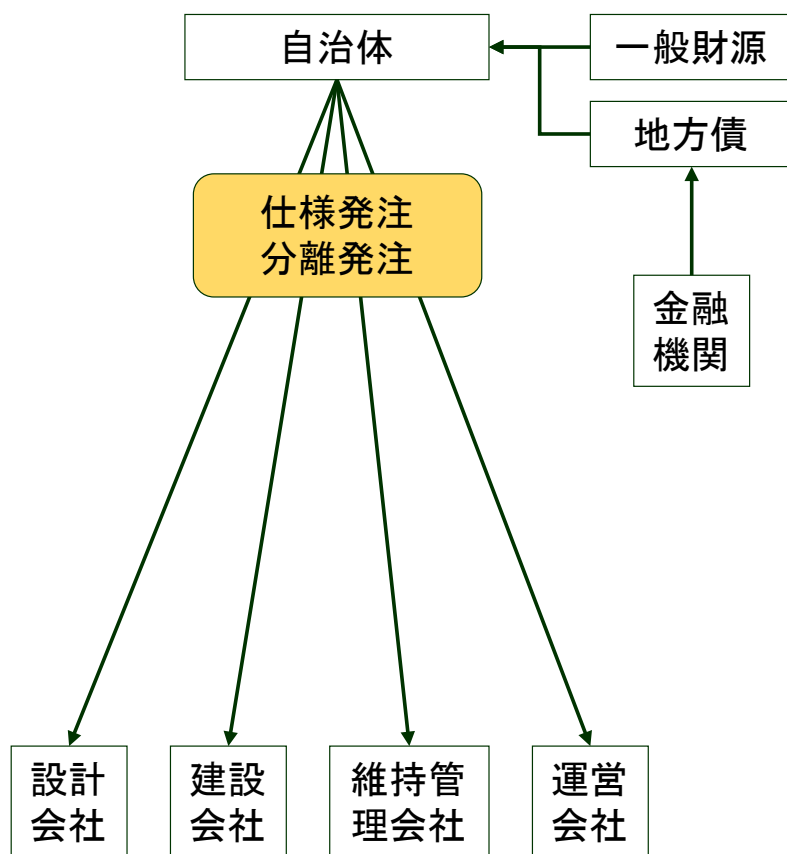 自治体
一般財源
地方債
仕様発注
分離発注
金融
機関
設計
会社
建設
会社
維持管
理会社
運営
会社